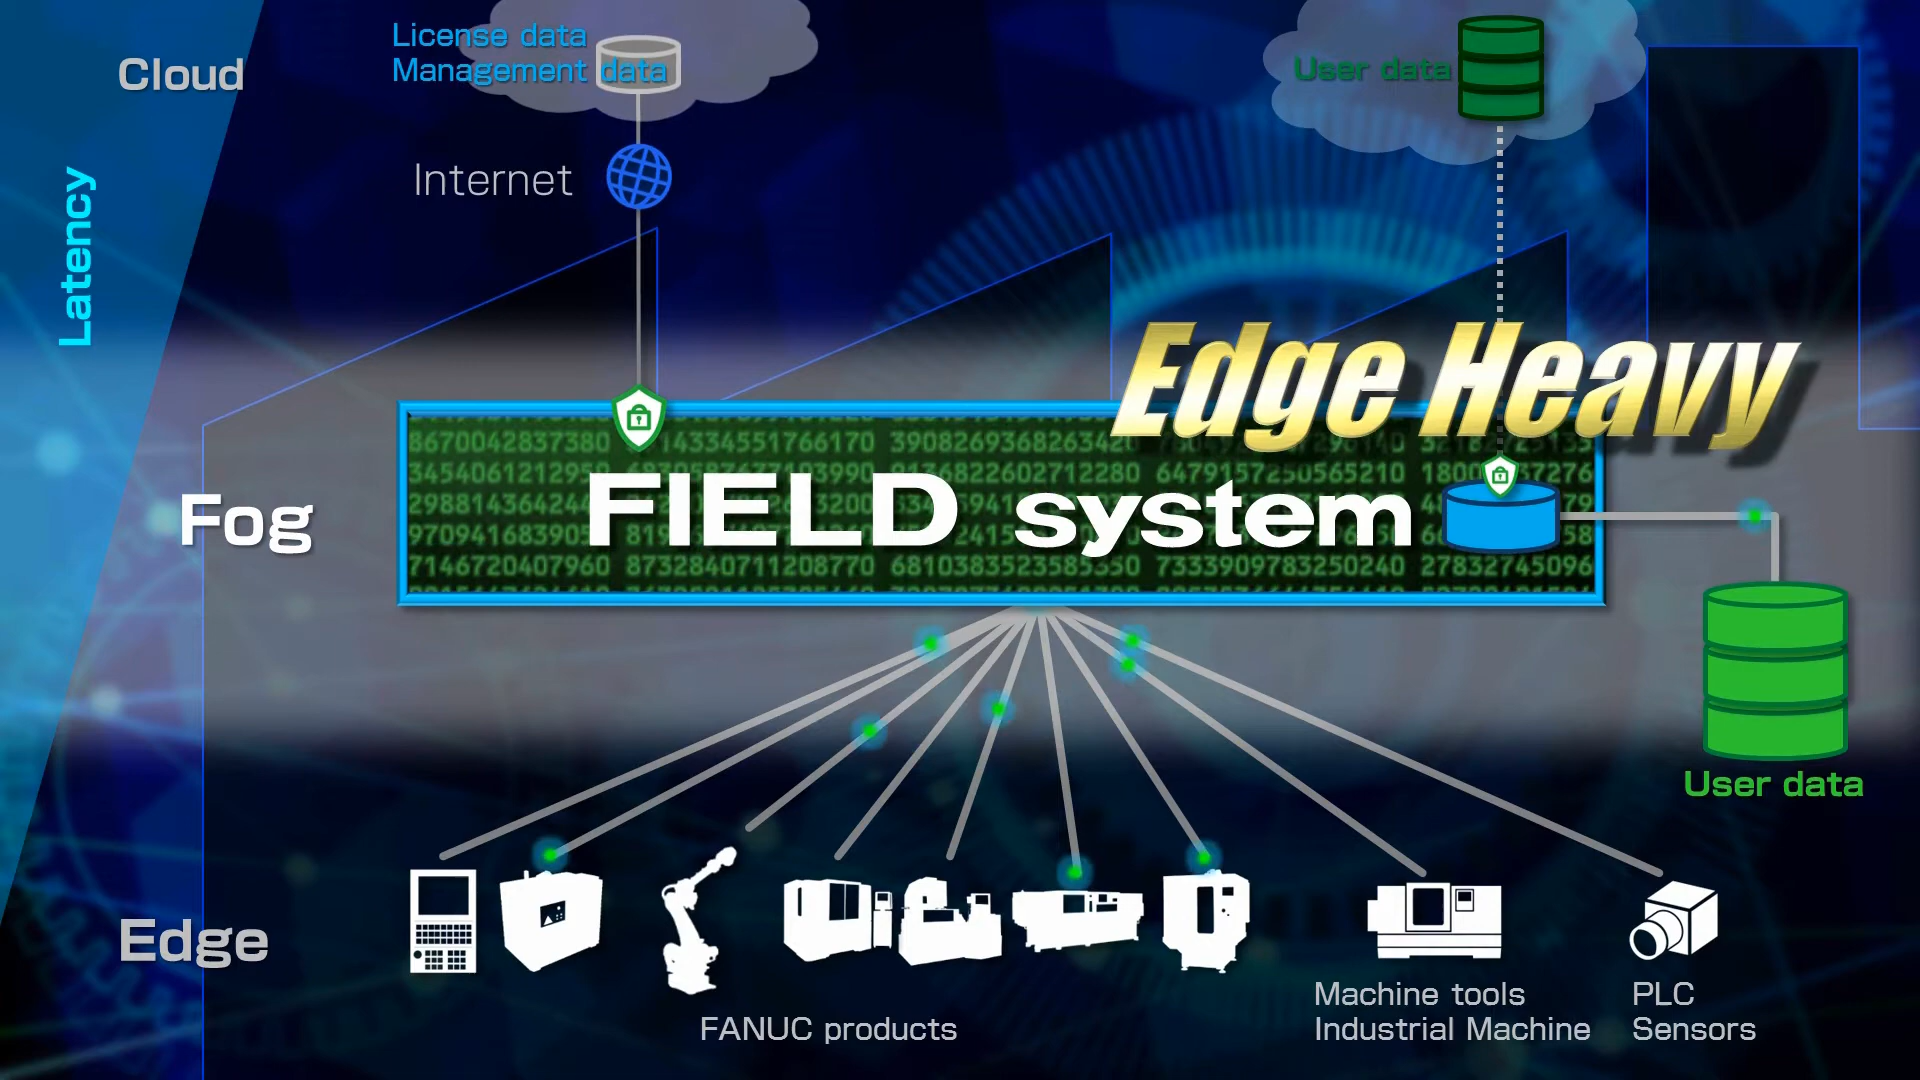 Cloud
License data
Management data
User data
Internet
Latency
Edge Heavy
FIELD system
Fog
User data
Edge
FANUC products
Machine tools
Industrial Machine
PLC
Sensors